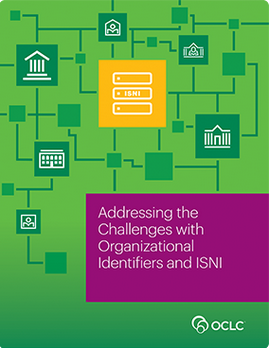 ISNI
Addressing the
Challenges with
Organizational
Identifiers and ISNI
OCLC